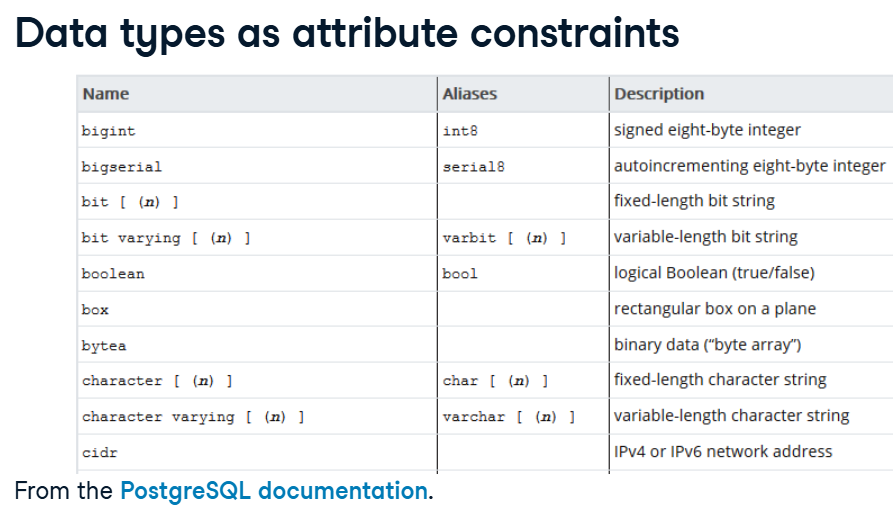 Data types as attribute constraints
Name Aliases Description
bigint int8 signed eight-byte integer
bigserial serial8 autoincrementing eight-byte integer
bit [ (n) ] fixed-length bit string
bit varying [ (n) ] varbit [ (n) ] variable-length bit string
boolean bool logical Boolean (true/false)
box rectangular box on a plane
bytea binary data (“byte array”)
character [ (n) ] char [ (n) ] fixed-length character string
character varying [ (n) ] varchar [ (n) ] variable-length character string
cidr IPv4 or IPv6 network address
From the PostgreSQL documentation.